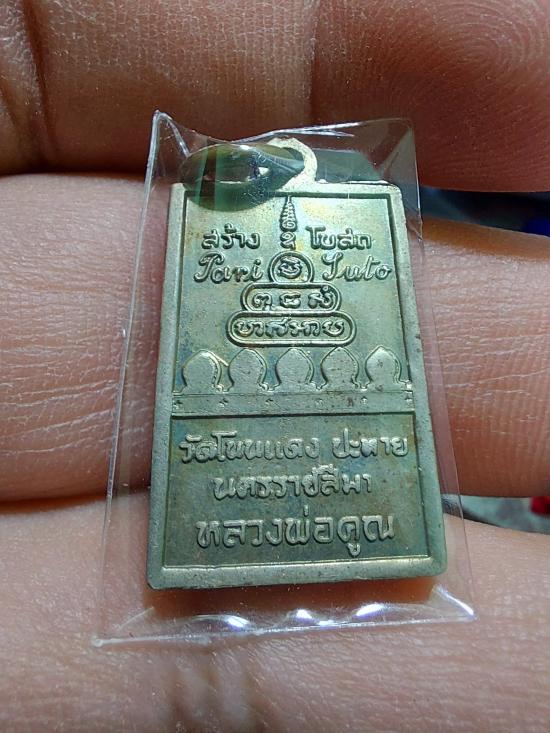 สร้าง โบสถ
Pari Suto
วัดโนนแดง ประทาย
นครราชสีมา
หลวงพ่อคูณ